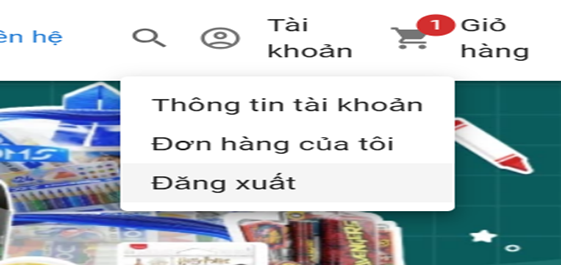 ên hệ
Tài
khoản
1
Giỏ
hàng
Thông tin tài khoản
Đơn hàng của tôi
Đăng xuất